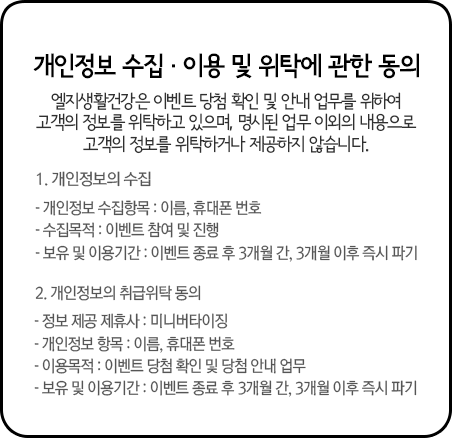 개인정보 수집 · 이용 및 위탁에 관한 동의
엘지생활건강은 이벤트 당첨 확인 및 안내 업무를 위하여
고객의 정보를 위탁하고 있으며, 명시된 업무 이외의 내용으로
고객의 정보를 위탁하거나 제공하지 않습니다.
1. 개인정보의 수집
- 개인정보 수집항목 : 이름, 휴대폰 번호
- 수집목적 : 이벤트 참여 및 진행
- 보유 및 이용기간 : 이벤트 종료 후 3개월 간, 3개월 이후 즉시 파기
2. 개인정보의 취급위탁 동의
- 정보 제공 제휴사 : 미니버타이징
- 개인정보 항목 : 이름, 휴대폰 번호
- 이용목적 : 이벤트 당첨 확인 및 당첨 안내 업무
- 보유 및 이용기간 : 이벤트 종료 후 3개월 간, 3개월 이후 즉시 파기